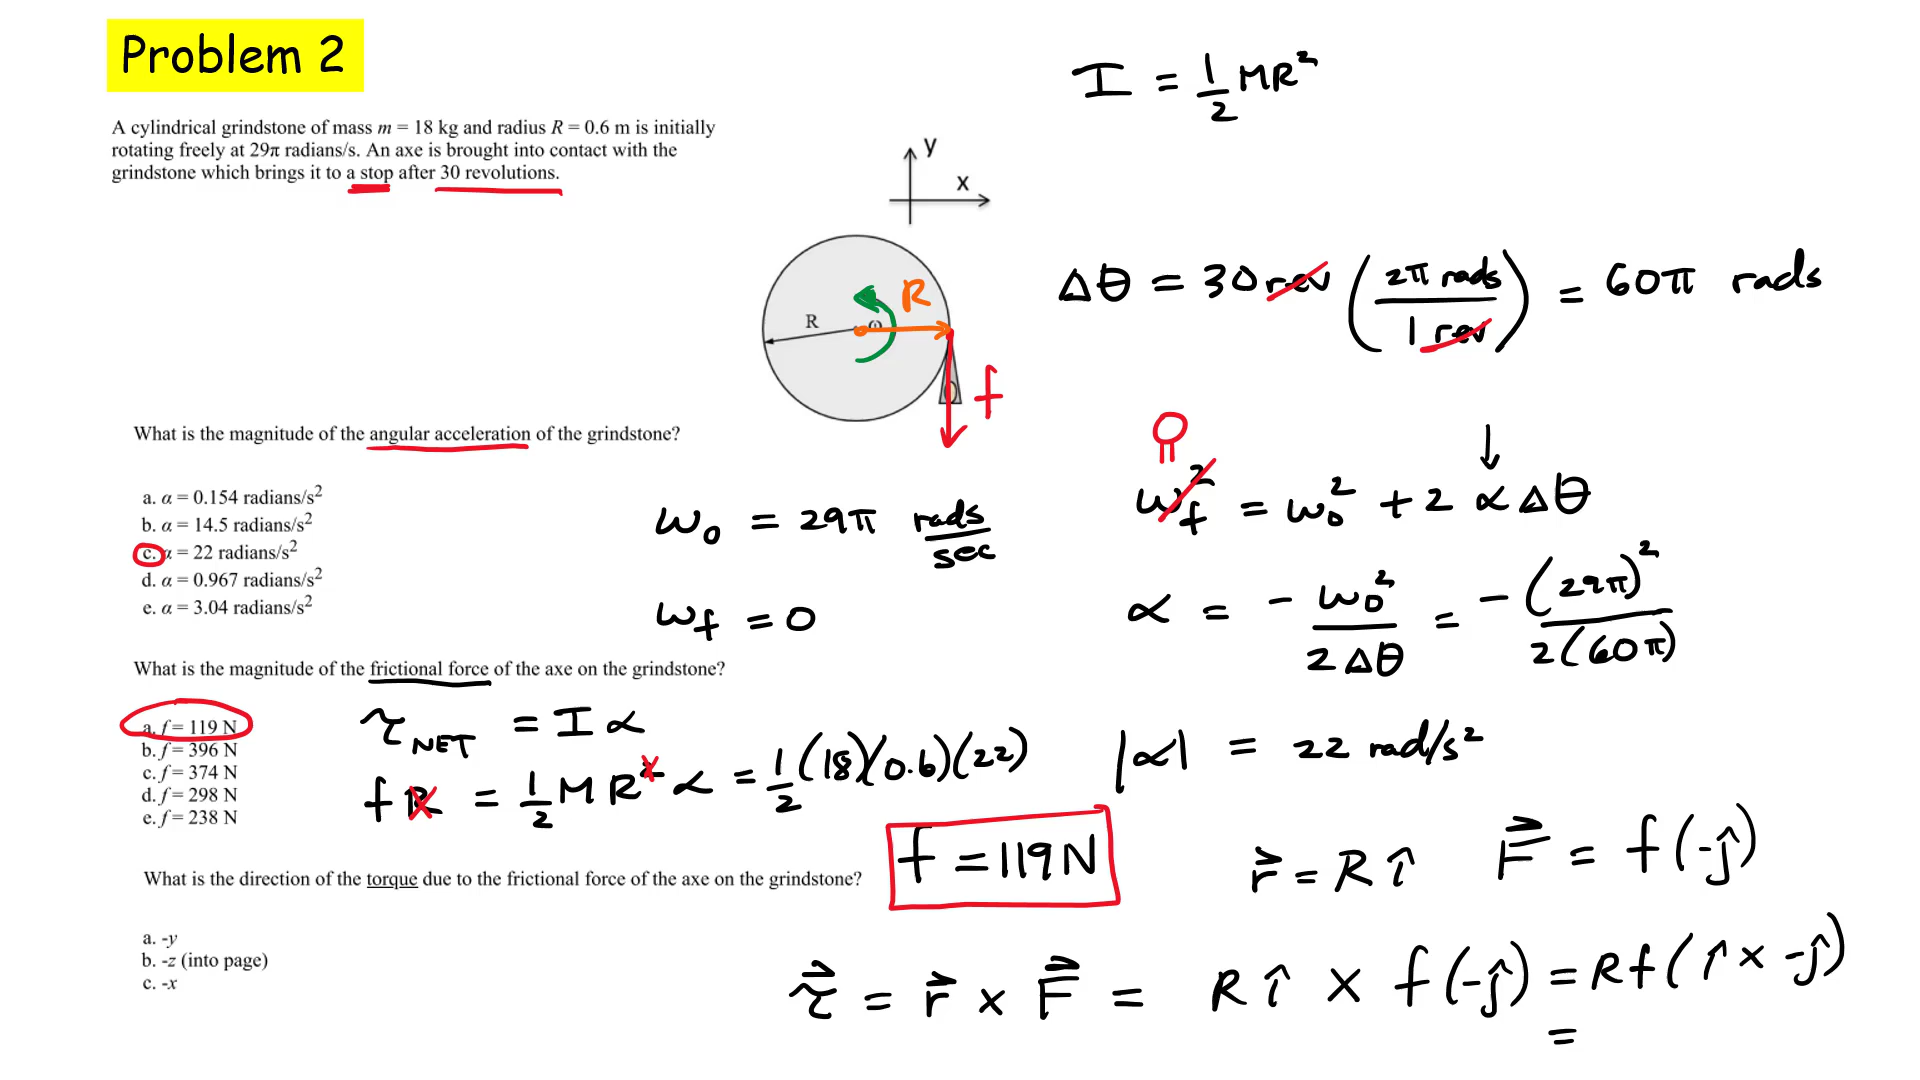 Problem 2
A cylindrical grindstone of mass m = 18 kg and radius R = 0.6 m is initially
rotating freely at 29π radians/s. An axe is brought into contact with the
grindstone which brings it to a stop after 30 revolutions.
I = 1/2 MR²
y
x
R
ω
R
f
Δθ = 30 rev (2π rads / 1 rev) = 60π rads
What is the magnitude of the angular acceleration of the grindstone?
a. α = 0.154 radians/s²
b. α = 14.5 radians/s²
c. α = 22 radians/s²
d. α = 0.967 radians/s²
e. α = 3.04 radians/s²
ω₀ = 29π rads/sec
ω_f = 0
0
ω_f² = ω₀² + 2 α Δθ
α = - ω₀² / 2Δθ = - (29π)² / 2(60π)
|α| = 22 rad/s²
What is the magnitude of the frictional force of the axe on the grindstone?
a. f = 119 N
b. f = 396 N
c. f = 374 N
d. f = 298 N
e. f = 238 N
τ_NET = I α
f R = 1/2 M R² α = 1/2 (18)(0.6)(22)
f = 119 N
r⃗ = R î F⃗ = f(-ĵ)
What is the direction of the torque due to the frictional force of the axe on the grindstone?
a. -y
b. -z (into page)
c. -x
τ⃗ = r⃗ × F⃗ = R î × f(-ĵ) = Rf(î × -ĵ)
=